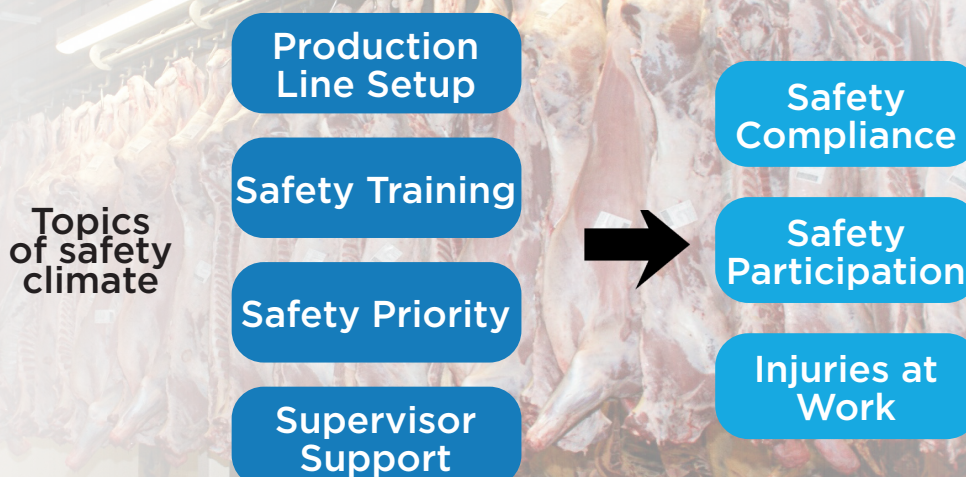 Topics
of safety
climate
Production
Line Setup
Safety Training
Safety Priority
Supervisor
Support
Safety
Compliance
Safety
Participation
Injuries at
Work